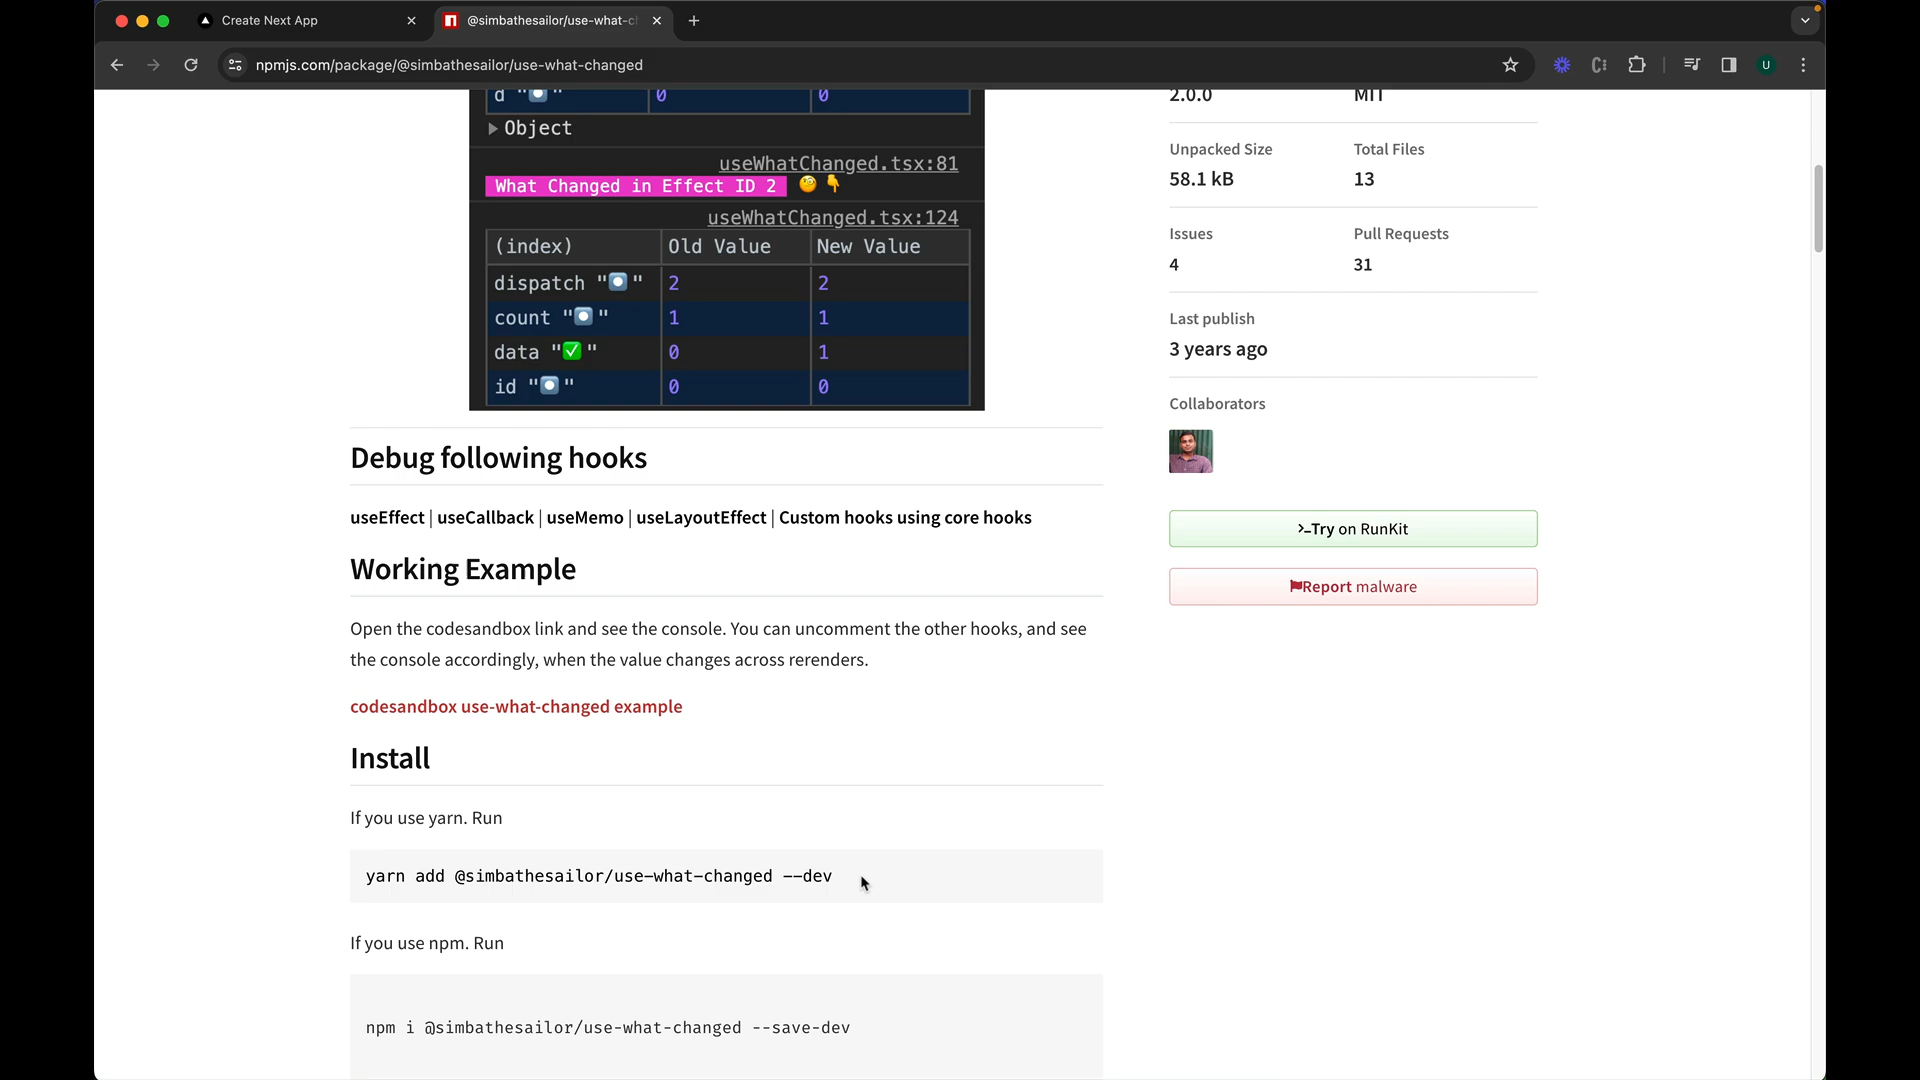 Create Next App
@simbathesailor/use-what-c
npmjs.com/package/@simbathesailor/use-what-changed
U
d "⏺" 0 0
▶ Object
useWhatChanged.tsx:81
What Changed in Effect ID 2 🧐👇
useWhatChanged.tsx:124
(index) Old Value New Value
dispatch "⏺" 2 2
count "⏺" 1 1
data "✅" 0 1
id "⏺" 0 0
Debug following hooks
useEffect | useCallback | useMemo | useLayoutEffect | Custom hooks using core hooks
Working Example
Open the codesandbox link and see the console. You can uncomment the other hooks, and see
the console accordingly, when the value changes across rerenders.
codesandbox use-what-changed example
Install
If you use yarn. Run
yarn add @simbathesailor/use-what-changed --dev
If you use npm. Run
npm i @simbathesailor/use-what-changed --save-dev
2.0.0 MIT
Unpacked Size Total Files
58.1 kB 13
Issues Pull Requests
4 31
Last publish
3 years ago
Collaborators
Try on RunKit
Report malware